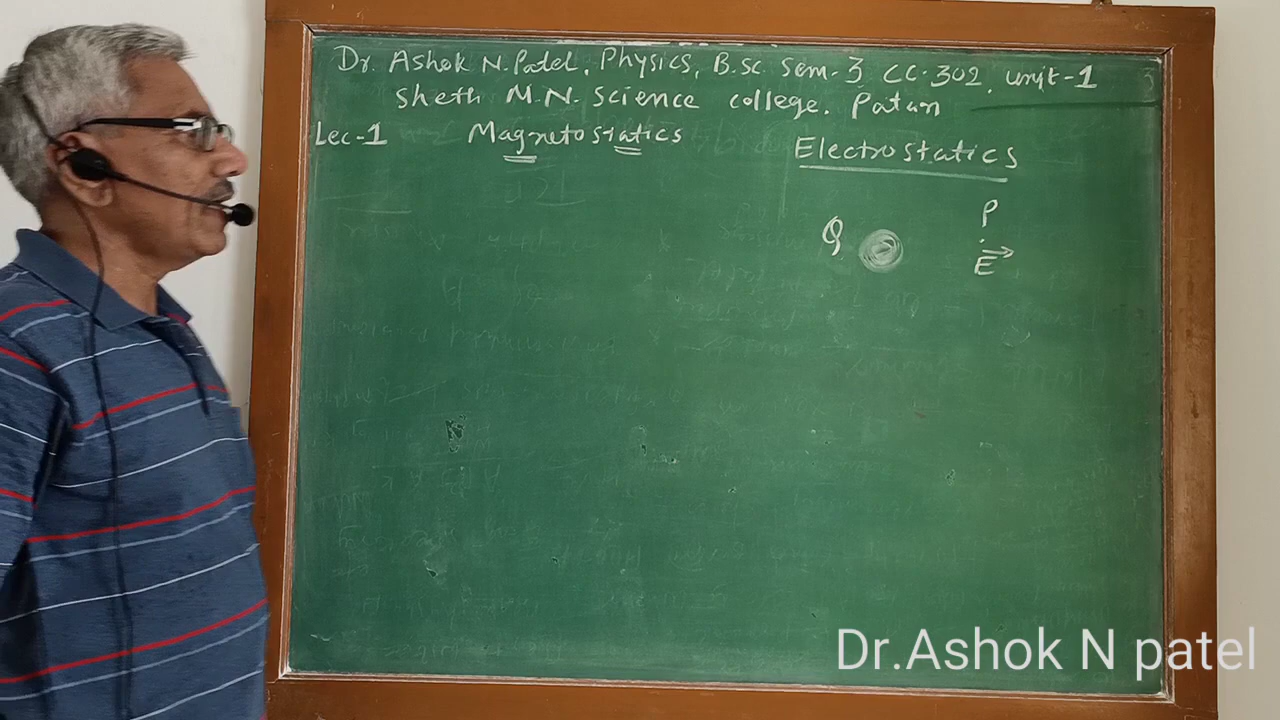 Dr. Ashok N. Patel, Physics, B.Sc. Sem-3 CC-302, Unit-1
Sheth M.N. Science college. Patan
Lec-1 Magnetostatics
Electrostatics
P
Q
E
Dr.Ashok N patel